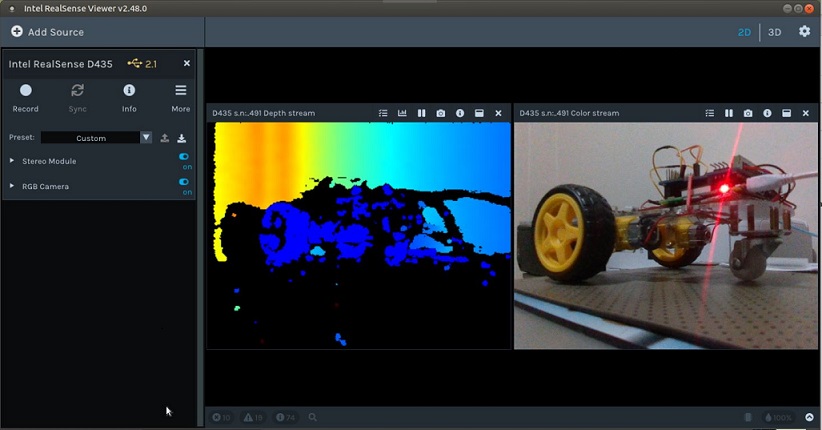 Intel RealSense Viewer v2.48.0
Add Source
2D
3D
Intel RealSense D435
2.1
Record
Sync
Info
More
Preset:
Custom
Stereo Module
on
RGB Camera
on
D435 s.n:..491 Depth stream
D435 s.n:..491 Color stream
10
19
74
100%